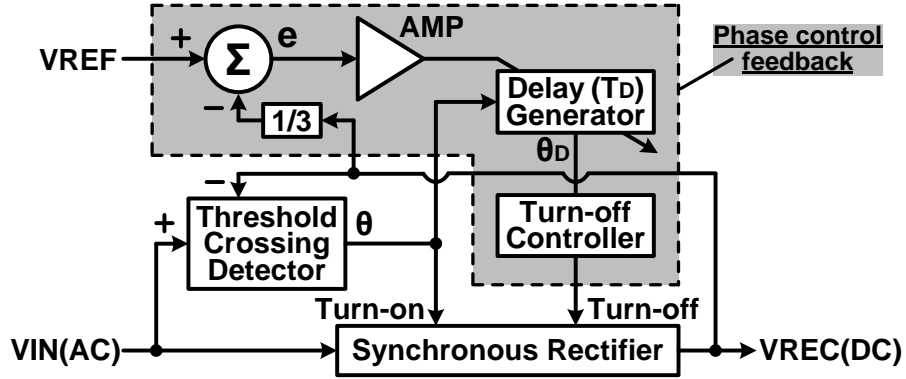 AMP
Phase control
feedback
VREF
+
Σ
e
−
1/3
Delay (TD)
Generator
θD
−
+
Threshold
Crossing
Detector
θ
Turn-off
Controller
Turn-on
Turn-off
VIN(AC)
Synchronous Rectifier
VREC(DC)